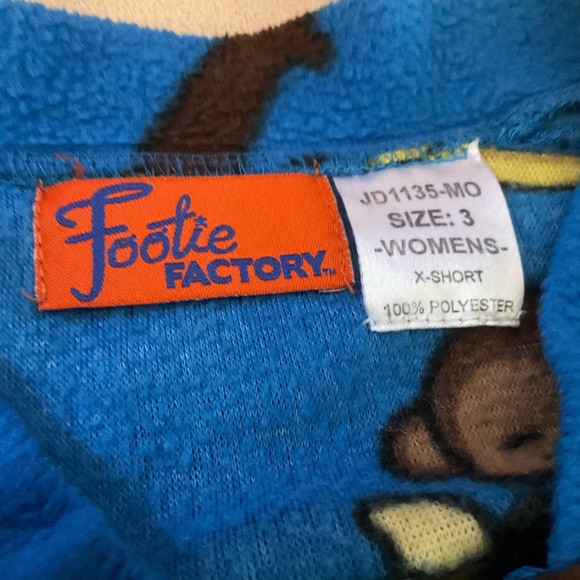 Footie
FACTORY™
JD1135-MO
SIZE: 3
-WOMENS-
X-SHORT
100% POLYESTER